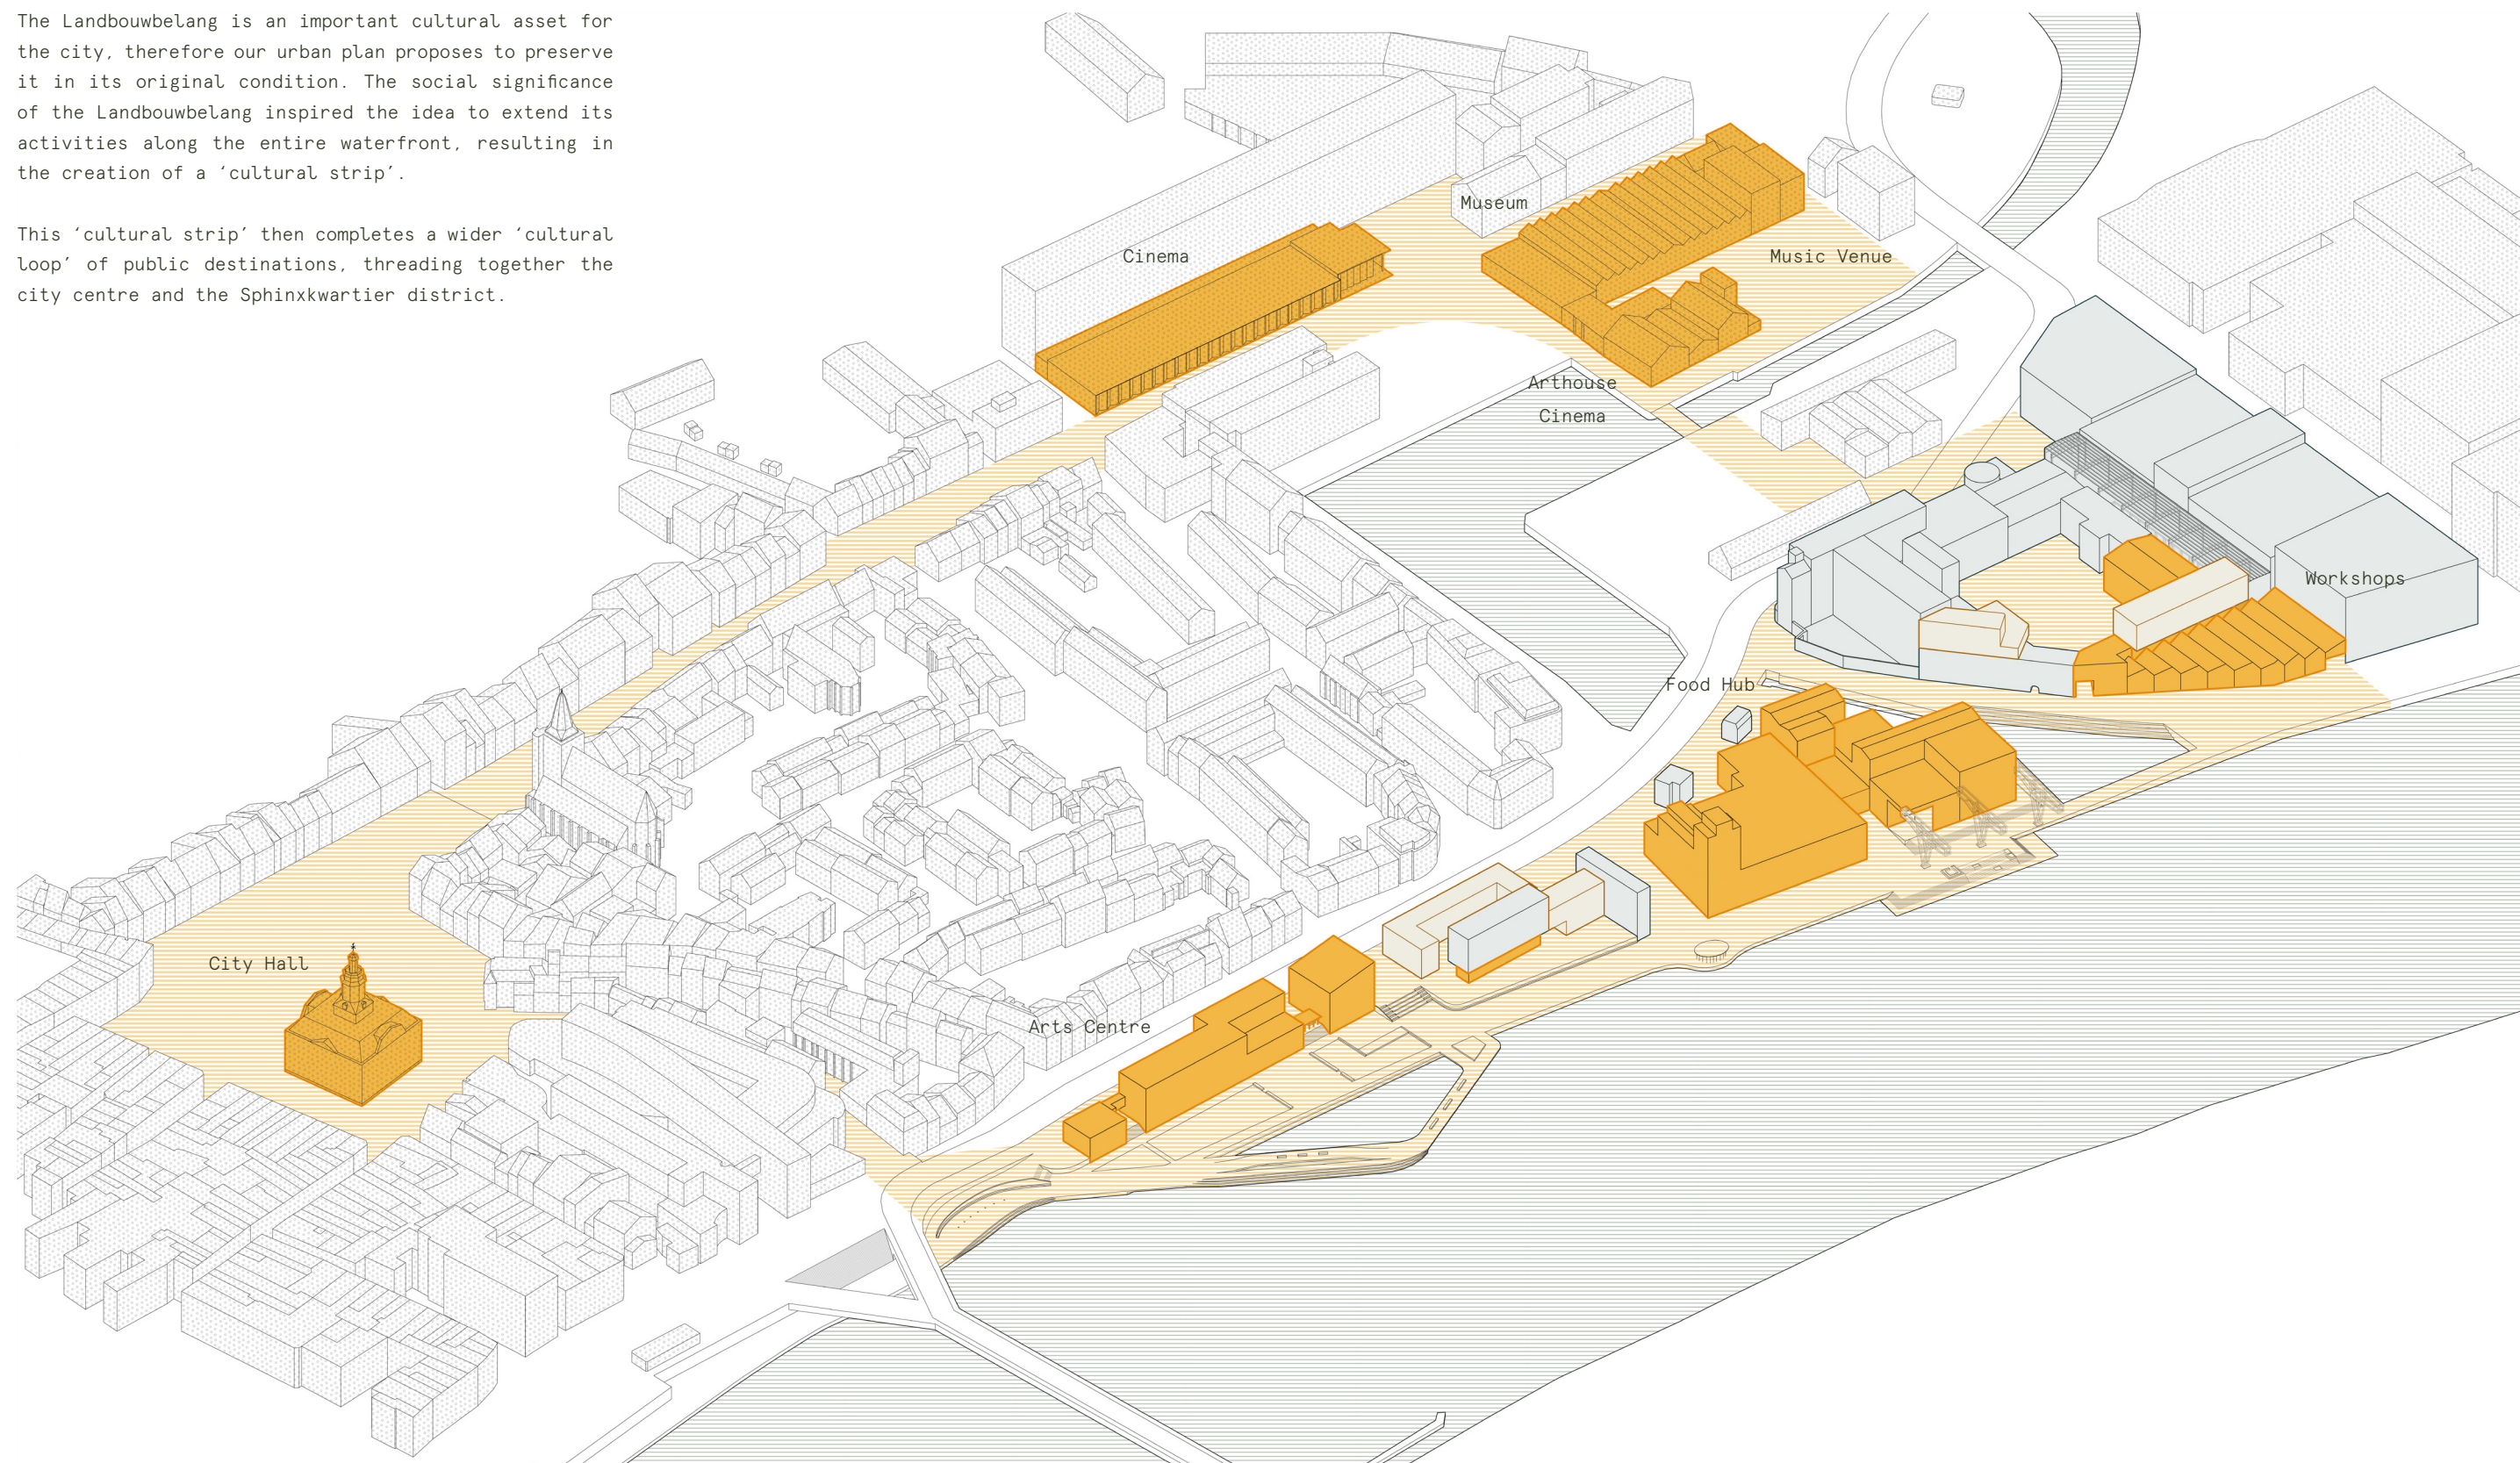 The Landbouwbelang is an important cultural asset for
the city, therefore our urban plan proposes to preserve
it in its original condition. The social significance
of the Landbouwbelang inspired the idea to extend its
activities along the entire waterfront, resulting in
the creation of a ‘cultural strip’.
This ‘cultural strip’ then completes a wider ‘cultural
loop’ of public destinations, threading together the
city centre and the Sphinxkwartier district.
Museum
Cinema
Music Venue
Arthouse
Cinema
Workshops
Food Hub
City Hall
Arts Centre